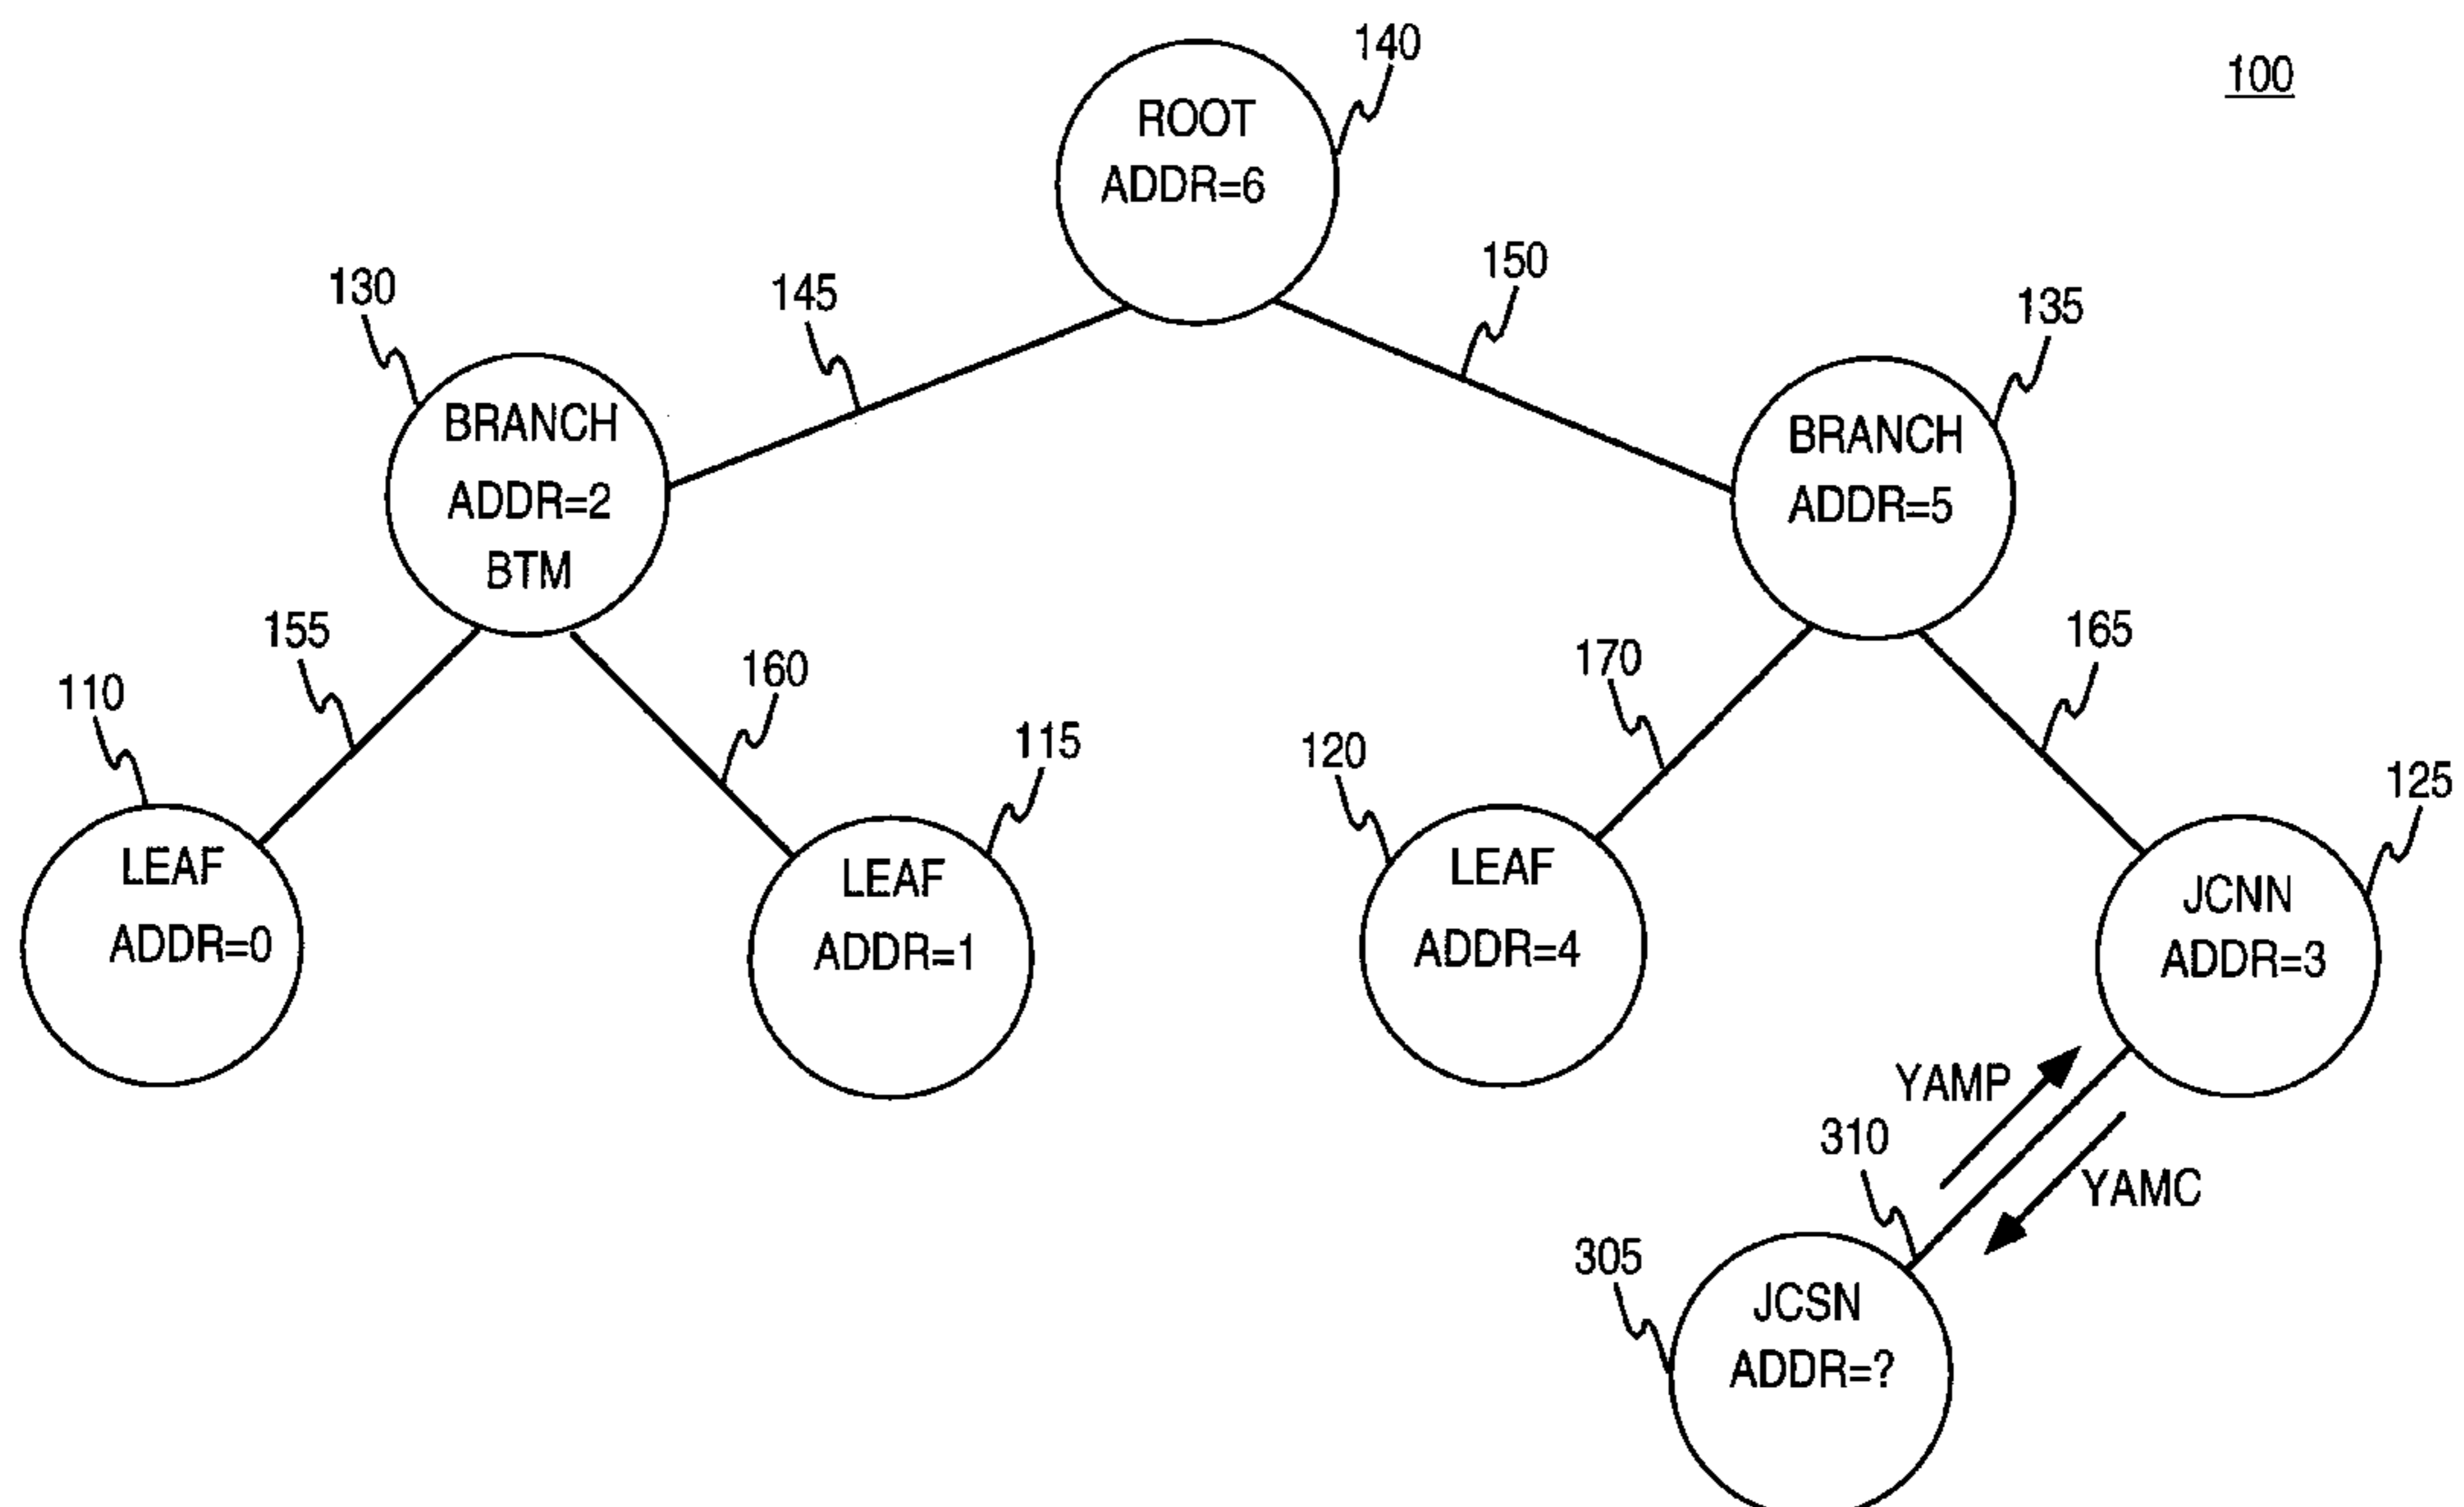 140
100
ROOT
ADDR=6
130
145
150
135
BRANCH
ADDR=2
BTM
BRANCH
ADDR=5
155
160
170
165
110
115
120
125
LEAF
ADDR=0
LEAF
ADDR=1
LEAF
ADDR=4
JCNN
ADDR=3
YAMP
YAMC
310
305
JCSN
ADDR=?